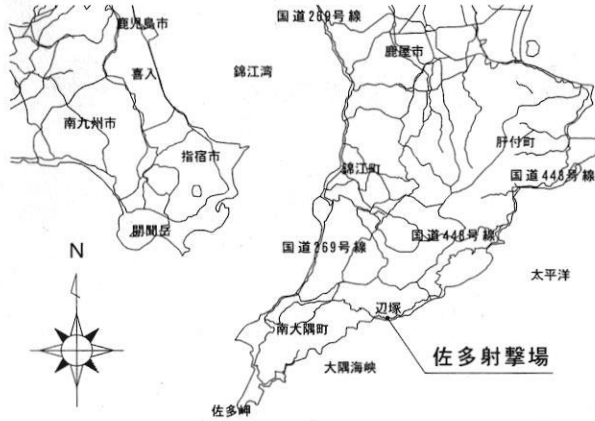 国道269号線
鹿児島市
鹿屋市
喜入
錦江湾
南九州市
肝付町
指宿市
錦江町
国道448号線
開聞岳
国道448号線
国道269号線
N
太平洋
辺塚
南大隅町
佐多射撃場
大隅海峡
佐多岬